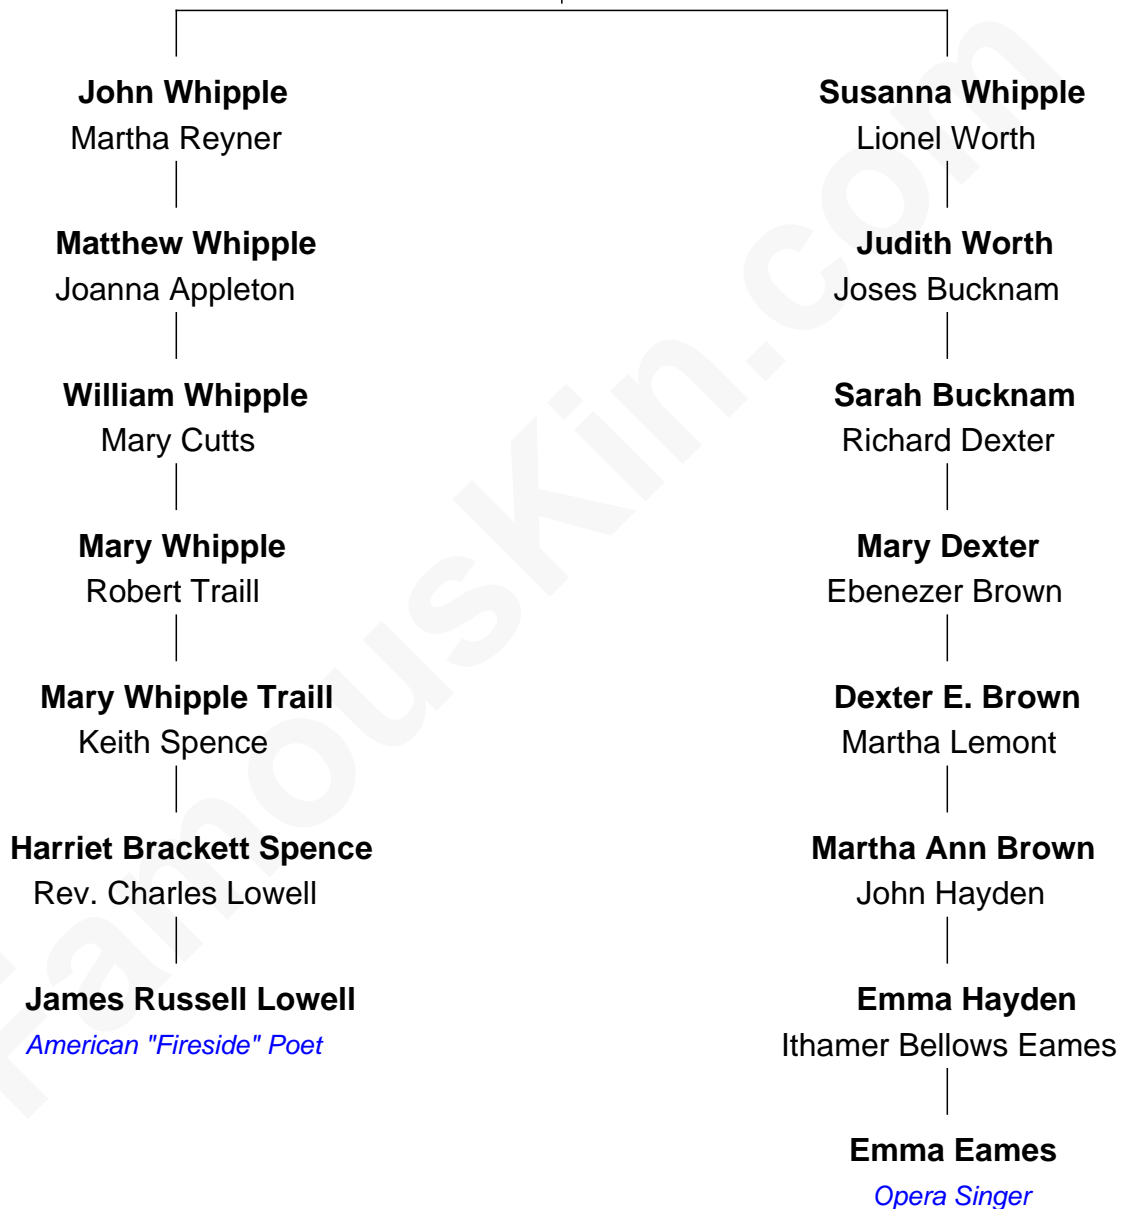 John Whipple
Martha Reyner
Matthew Whipple
Joanna Appleton
William Whipple
Mary Cutts
Mary Whipple
Robert Traill
Mary Whipple Traill
Keith Spence
Harriet Brackett Spence
Rev. Charles Lowell
James Russell Lowell
American "Fireside" Poet
Susanna Whipple
Lionel Worth
Judith Worth
Joses Bucknam
Sarah Bucknam
Richard Dexter
Mary Dexter
Ebenezer Brown
Dexter E. Brown
Martha Lemont
Martha Ann Brown
John Hayden
Emma Hayden
Ithamer Bellows Eames
Emma Eames
Opera Singer
FamousKin.com